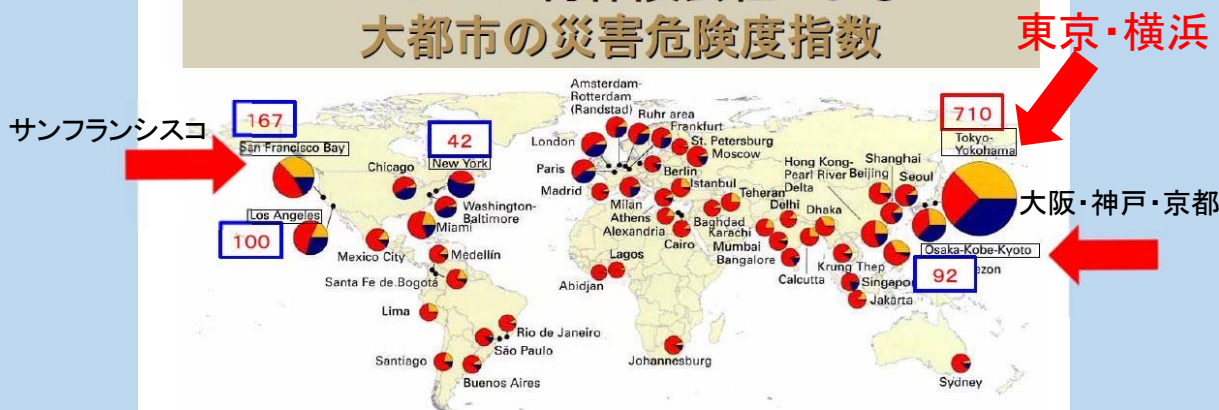 大都市の災害危険度指数
東京・横浜
サンフランシスコ
大阪・神戸・京都
167
San Francisco Bay
42
New York
710
Tokyo-
Yokohama
100
Los Angeles
92
Osaka-Kobe-Kyoto
Amsterdam-
Rotterdam
(Randstad)
Ruhr area
Frankfurt
St. Petersburg
Moscow
London
Paris
Madrid
Berlin
Milan
Istanbul
Athens
Alexandria
Cairo
Baghdad
Teheran
Karachi
Delhi
Mumbai
Bangalore
Dhaka
Calcutta
Hong Kong-
Pearl River
Delta
Beijing
Shanghai
Seoul
Krung Thep
Singapor
Jakarta
ezon
Chicago
Washington-
Baltimore
Miami
Mexico City
Medellín
Santa Fe de Bogotá
Lima
Santiago
Rio de Janeiro
São Paulo
Buenos Aires
Lagos
Abidjan
Johannesburg
Sydney